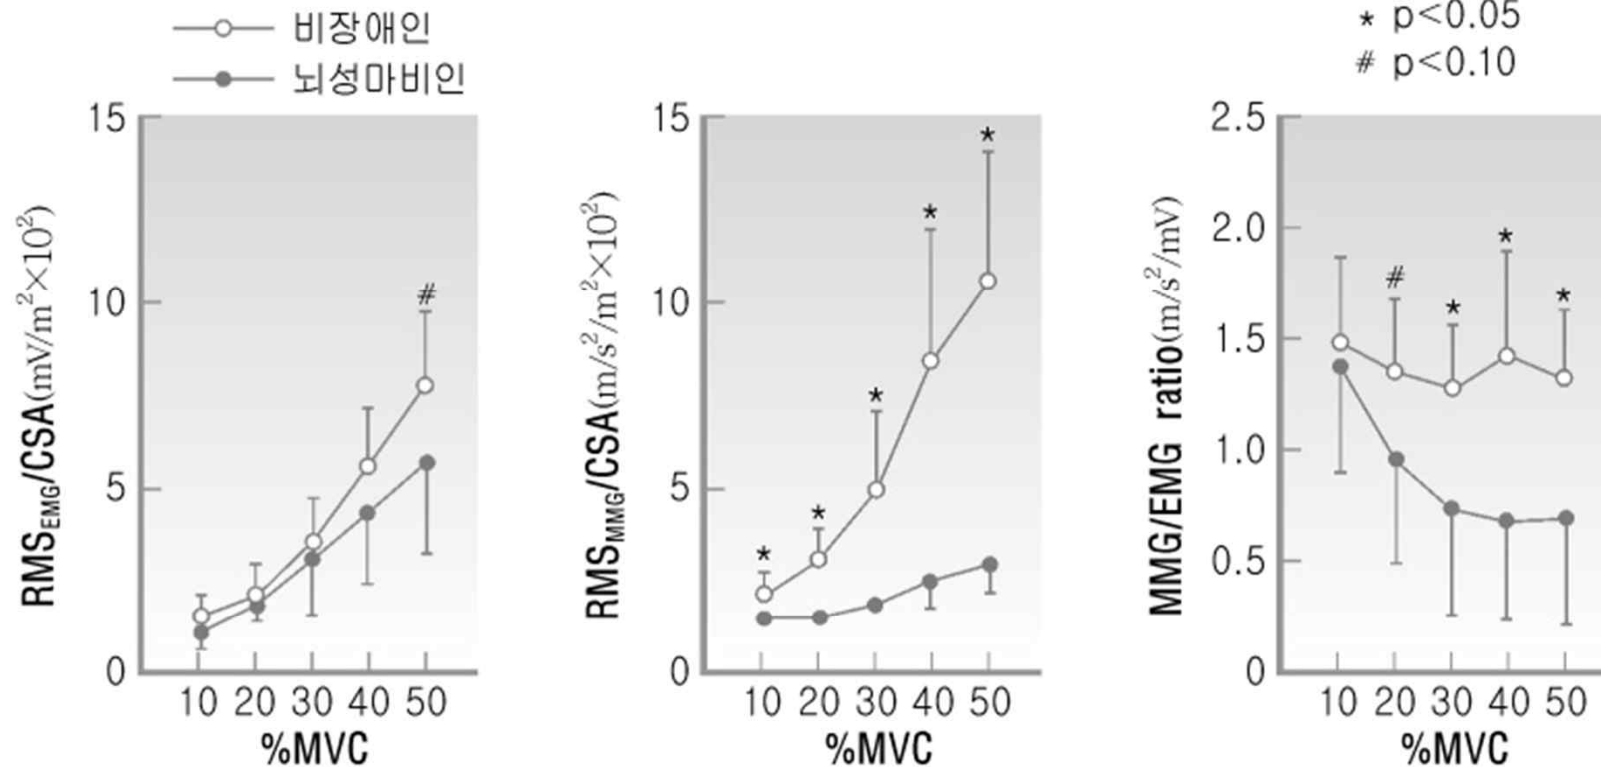 비장애인
뇌성마비인
* p<0.05
# p<0.10
RMS_EMG/CSA(mV/m²×10²)
15
10
5
0
#
10 20 30 40 50
%MVC
RMS_MMG/CSA(m/s²/m²×10²)
15
10
5
0
* * * * *
10 20 30 40 50
%MVC
MMG/EMG ratio(m/s²/mV)
2.5
2.0
1.5
1.0
0.5
0
# * * *
10 20 30 40 50
%MVC